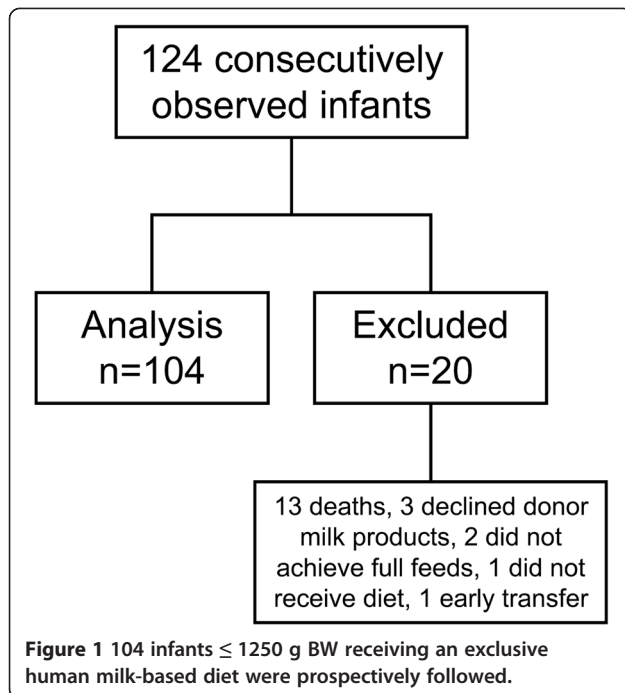 124 consecutively
observed infants
Analysis
n=104
Excluded
n=20
13 deaths, 3 declined donor
milk products, 2 did not
achieve full feeds, 1 did not
receive diet, 1 early transfer
Figure 1 104 infants ≤ 1250 g BW receiving an exclusive
human milk-based diet were prospectively followed.